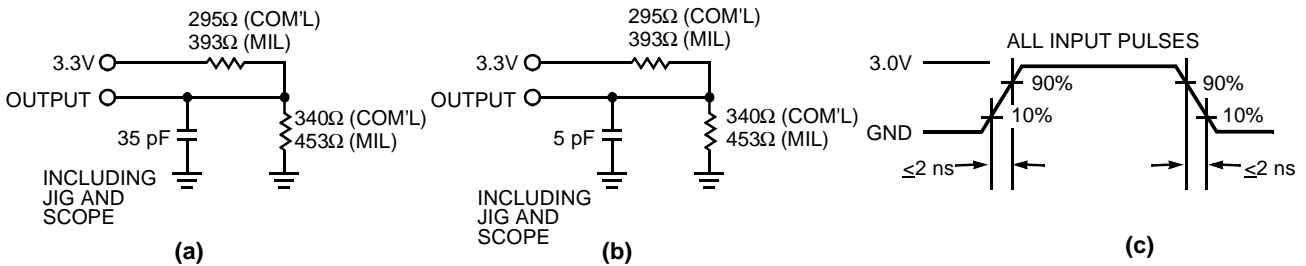 295Ω (COM'L)
393Ω (MIL)
3.3V
OUTPUT
340Ω (COM'L)
453Ω (MIL)
35 pF
INCLUDING
JIG AND
SCOPE
(a)
295Ω (COM'L)
393Ω (MIL)
3.3V
OUTPUT
340Ω (COM'L)
453Ω (MIL)
5 pF
INCLUDING
JIG AND
SCOPE
(b)
ALL INPUT PULSES
3.0V
90%
90%
10%
10%
GND
≤2 ns
≤2 ns
(c)